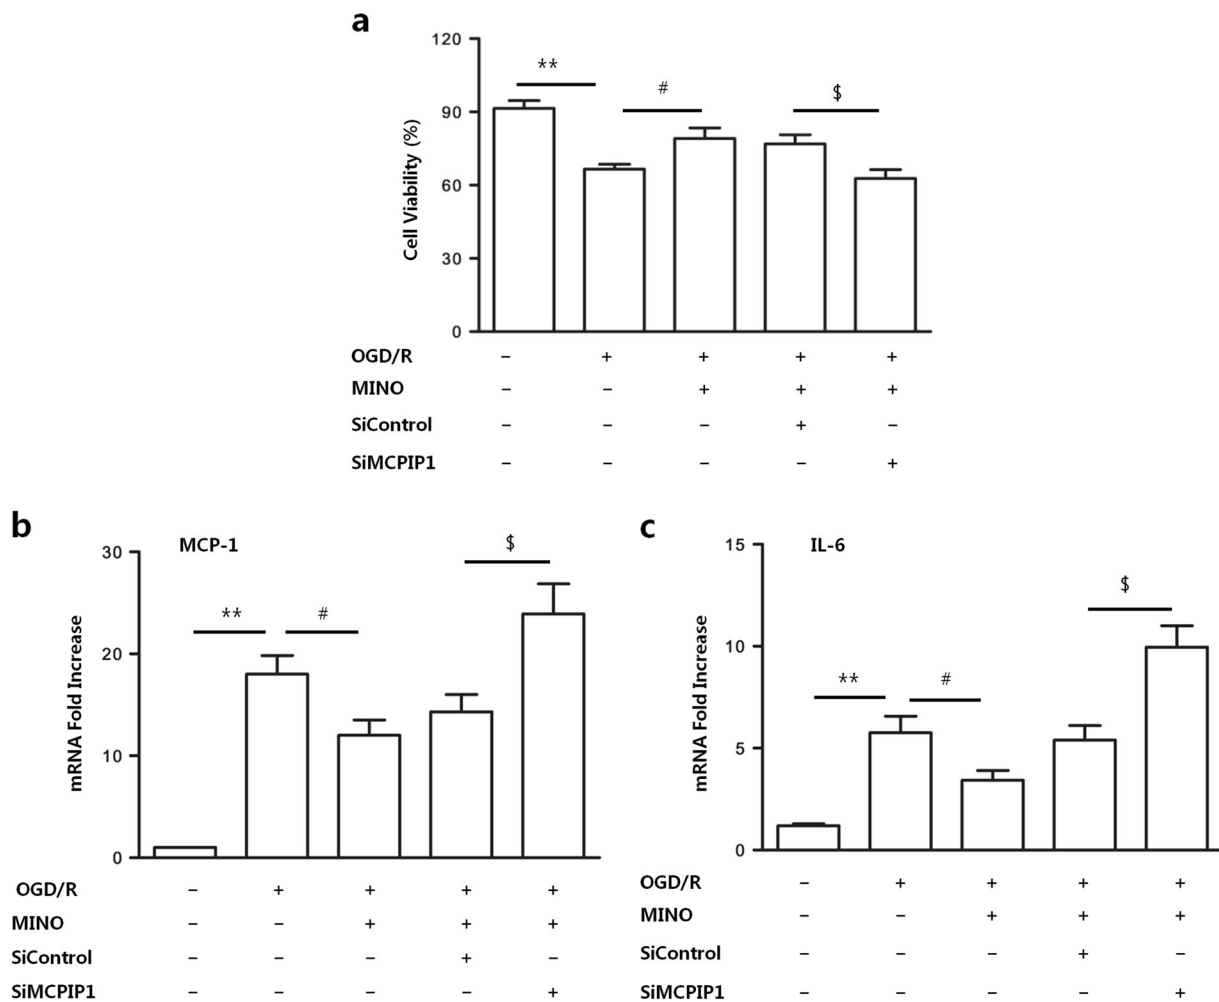 a
120
90
60
30
0
Cell Viability (%)
** # $
OGD/R − + + + +
MINO − − + + +
SiControl − − − + −
SiMCPIP1 − − − − +
b
MCP-1
30
20
10
0
mRNA Fold Increase
** # $
OGD/R − + + + +
MINO − − + + +
SiControl − − − + −
SiMCPIP1 − − − − +
c
IL-6
15
10
5
0
mRNA Fold Increase
** # $
OGD/R − + + + +
MINO − − + + +
SiControl − − − + −
SiMCPIP1 − − − − +